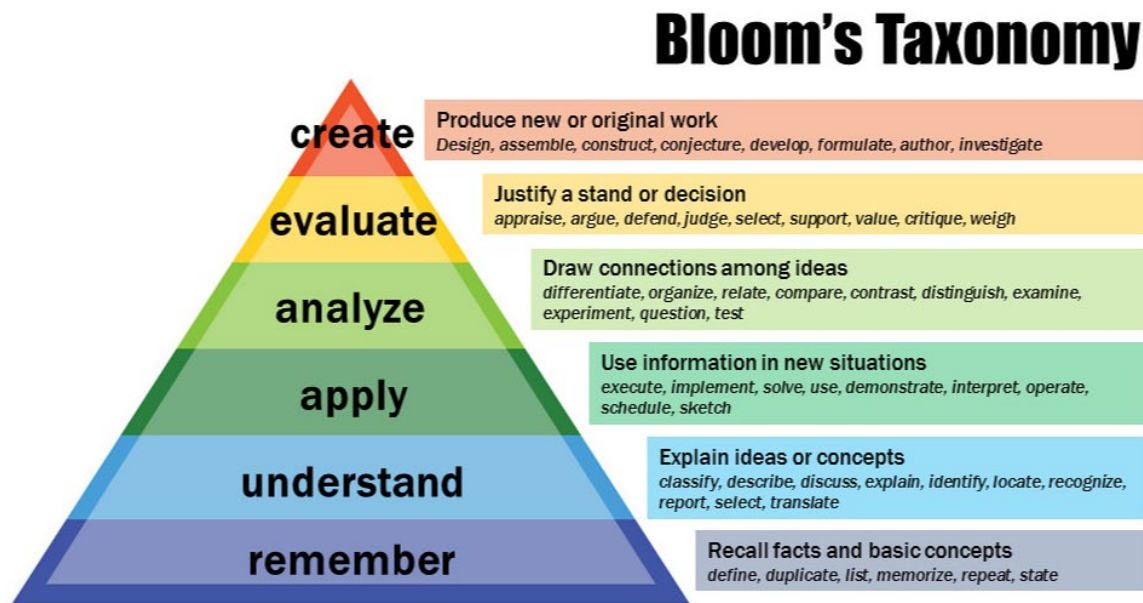 Bloom's Taxonomy
create
Produce new or original work
Design, assemble, construct, conjecture, develop, formulate, author, investigate
evaluate
Justify a stand or decision
appraise, argue, defend, judge, select, support, value, critique, weigh
analyze
Draw connections among ideas
differentiate, organize, relate, compare, contrast, distinguish, examine,
experiment, question, test
apply
Use information in new situations
execute, implement, solve, use, demonstrate, interpret, operate,
schedule, sketch
understand
Explain ideas or concepts
classify, describe, discuss, explain, identify, locate, recognize,
report, select, translate
remember
Recall facts and basic concepts
define, duplicate, list, memorize, repeat, state